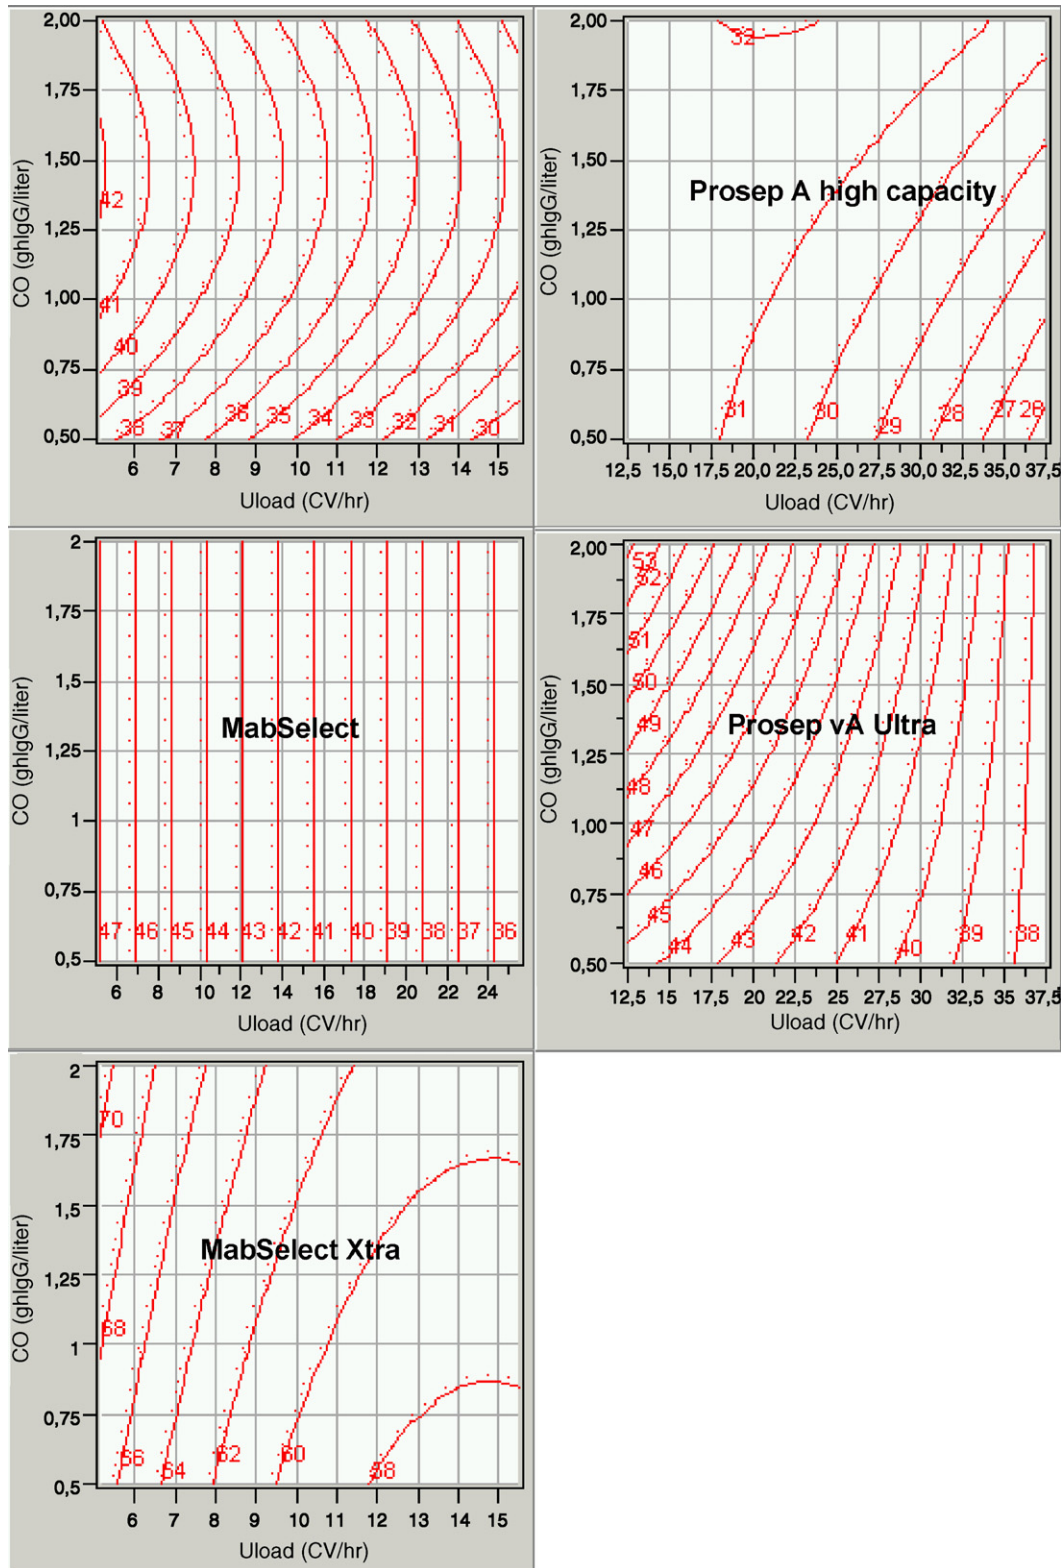 2,00
1,75
1,50
1,25
1,00
0,75
0,50
CO (ghIgG/liter)
42
41
40
39
38
37
36
35
34
33
32
31
30
6 7 8 9 10 11 12 13 14 15
Uload (CV/hr)
2,00
1,75
1,50
1,25
1,00
0,75
0,50
CO (ghIgG/liter)
32
Prosep A high capacity
31 30 29 28 27 26
12,5 15,0 17,5 20,0 22,5 25,0 27,5 30,0 32,5 35,0 37,5
Uload (CV/hr)
2
1,75
1,5
1,25
1
0,75
0,5
CO (ghIgG/liter)
MabSelect
47 46 45 44 43 42 41 40 39 38 37 36
6 8 10 12 14 16 18 20 22 24
Uload (CV/hr)
2,00
1,75
1,50
1,25
1,00
0,75
0,50
CO (ghIgG/liter)
53
52
51
50
49
Prosep vA Ultra
48
47
46
45
44 43 42 41 40 39 38
12,5 15 17,5 20 22,5 25 27,5 30 32,5 37,5
Uload (CV/hr)
2
1,75
1,5
1,25
1
0,75
0,5
CO (ghIgG/liter)
70
MabSelect Xtra
68
66 64 62 60 58
6 7 8 9 10 11 12 13 14 15
Uload (CV/hr)